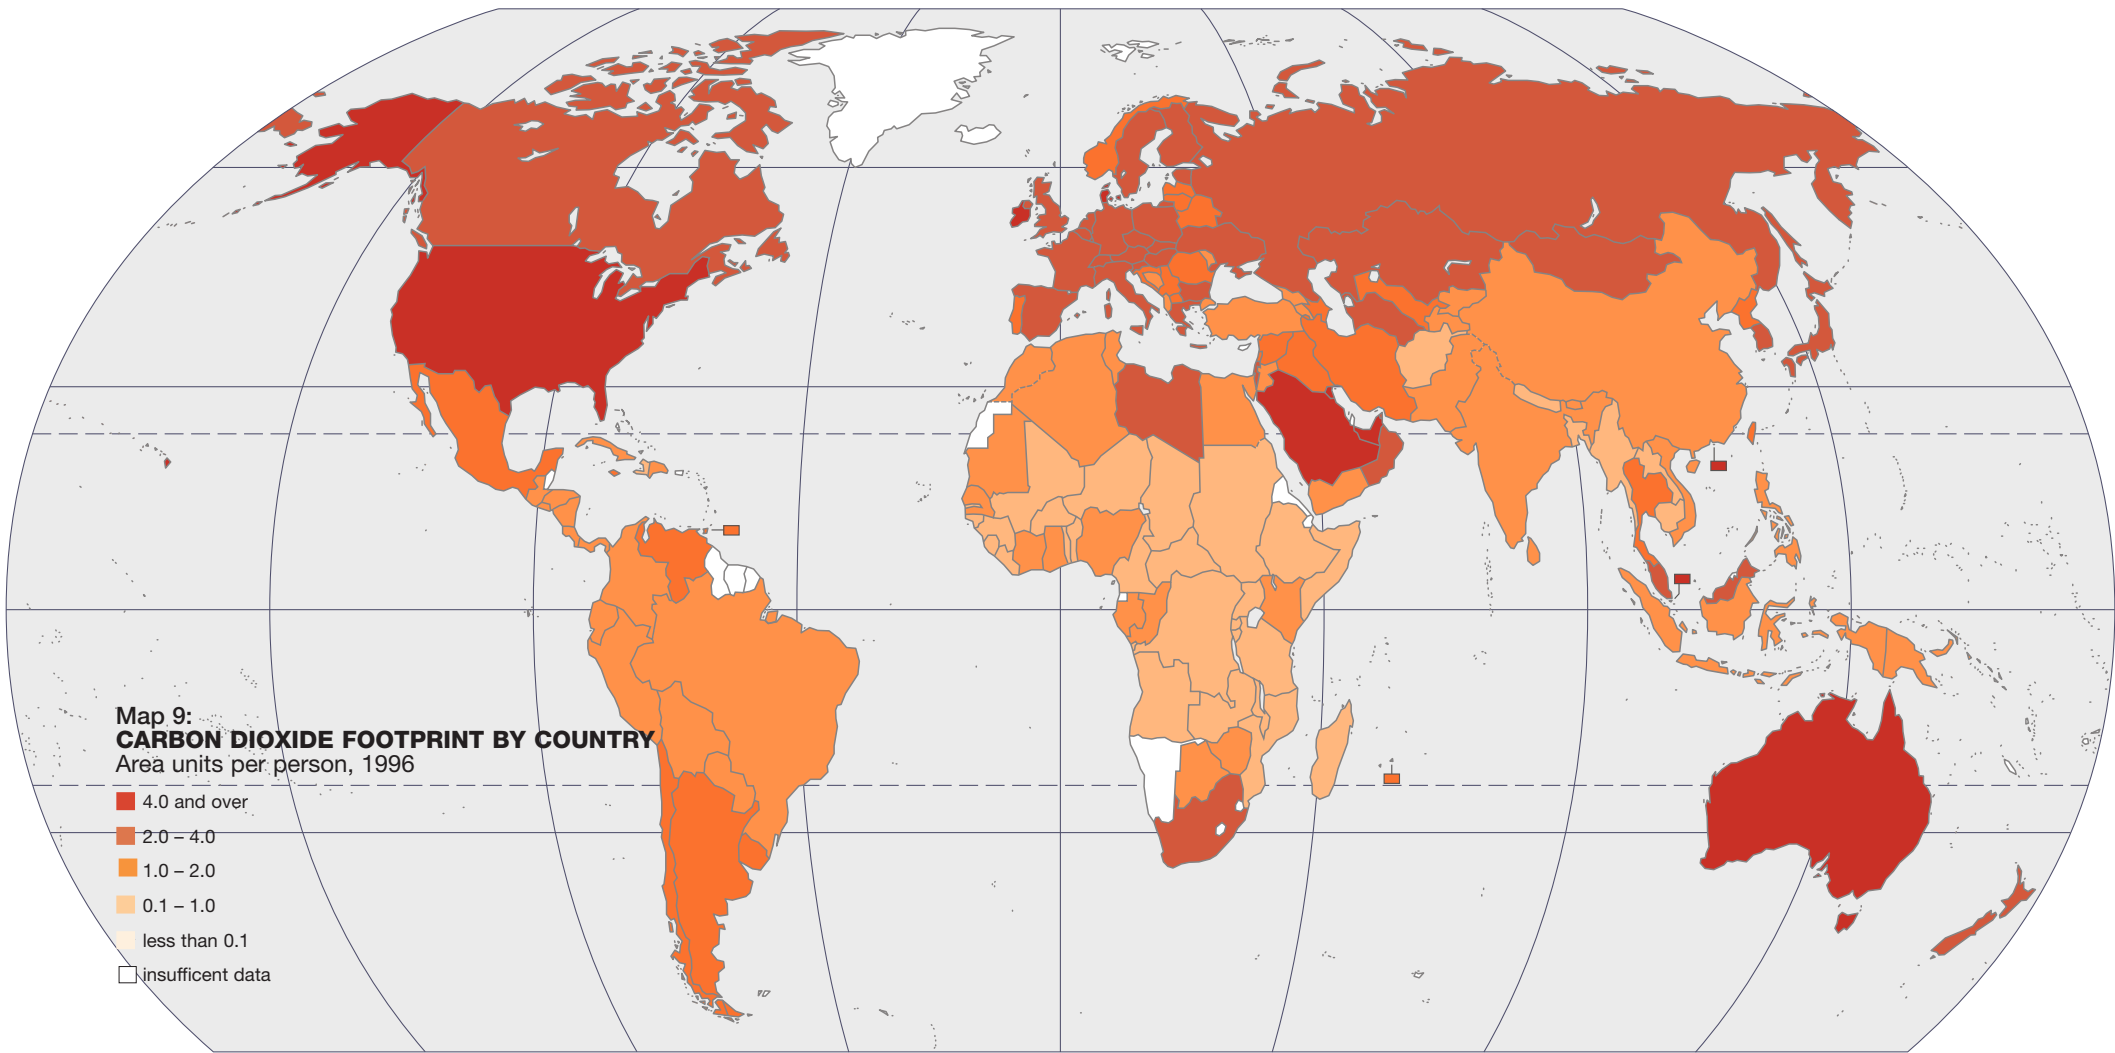 Map 9:
CARBON DIOXIDE FOOTPRINT BY COUNTRY
Area units per person, 1996
4.0 and over
2.0 – 4.0
1.0 – 2.0
0.1 – 1.0
less than 0.1
insufficent data